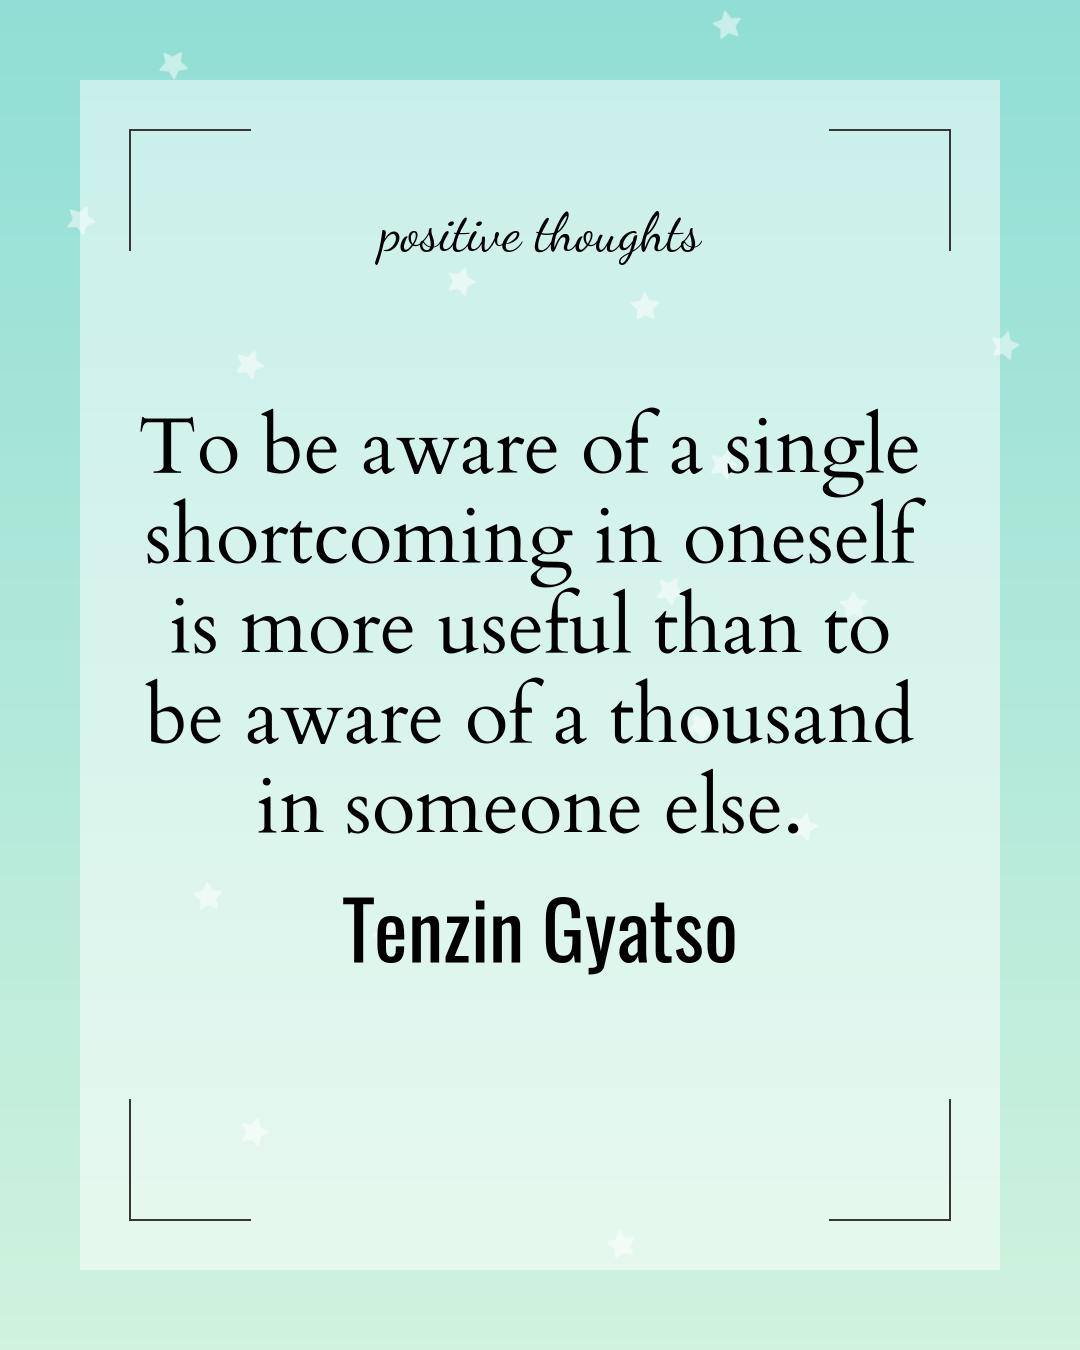 positive thoughts
To be aware of a single
shortcoming in oneself
is more useful than to
be aware of a thousand
in someone else.
Tenzin Gyatso